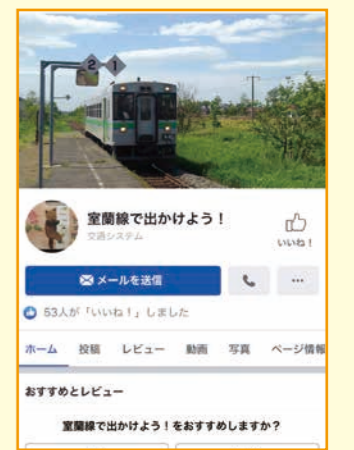 2
1
室蘭線で出かけよう！
交通システム
いいね！
メールを送信
53人が「いいね！」しました
ホーム 投稿 レビュー 動画 写真 ページ情報
おすすめとレビュー
室蘭線で出かけよう！をおすすめしますか？